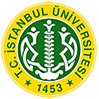 T.C. İSTANBUL ÜNİVERSİTESİ
1453